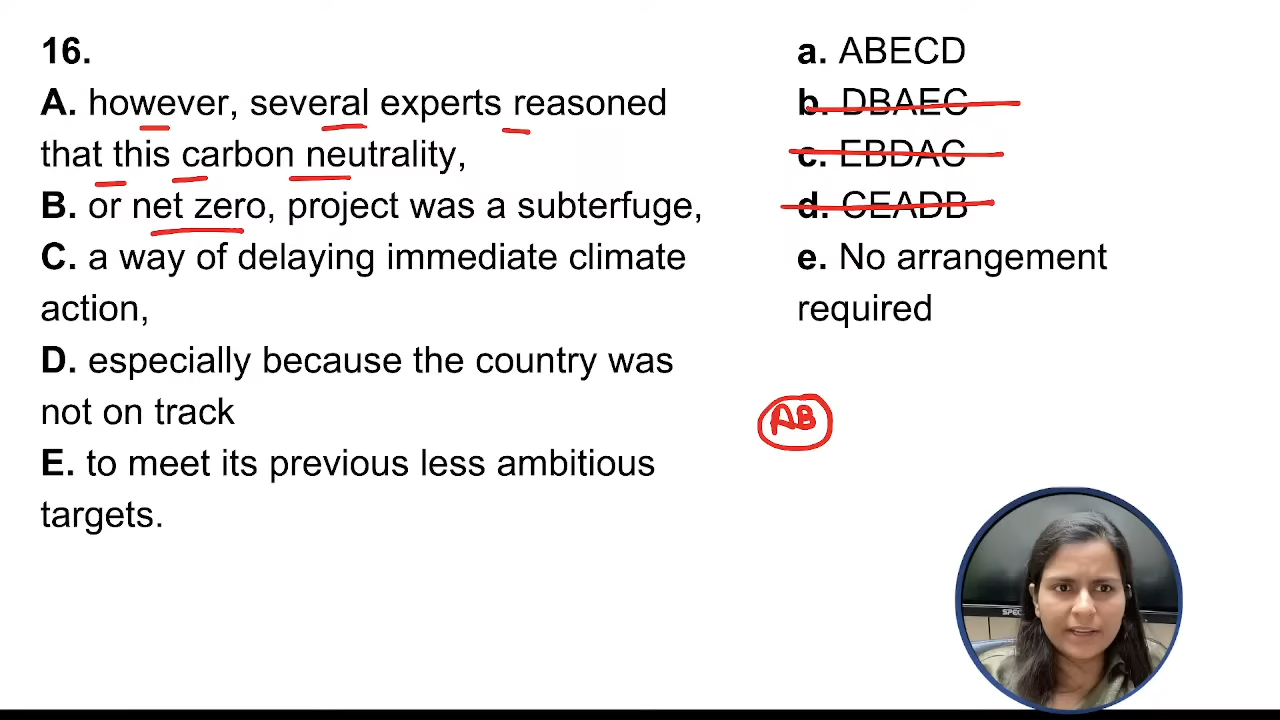 16.
A. however, several experts reasoned
that this carbon neutrality,
B. or net zero, project was a subterfuge,
C. a way of delaying immediate climate
action,
D. especially because the country was
not on track
E. to meet its previous less ambitious
targets.
a. ABECD
b. DBAEC
c. EBDAC
d. CEADB
e. No arrangement
required
AB